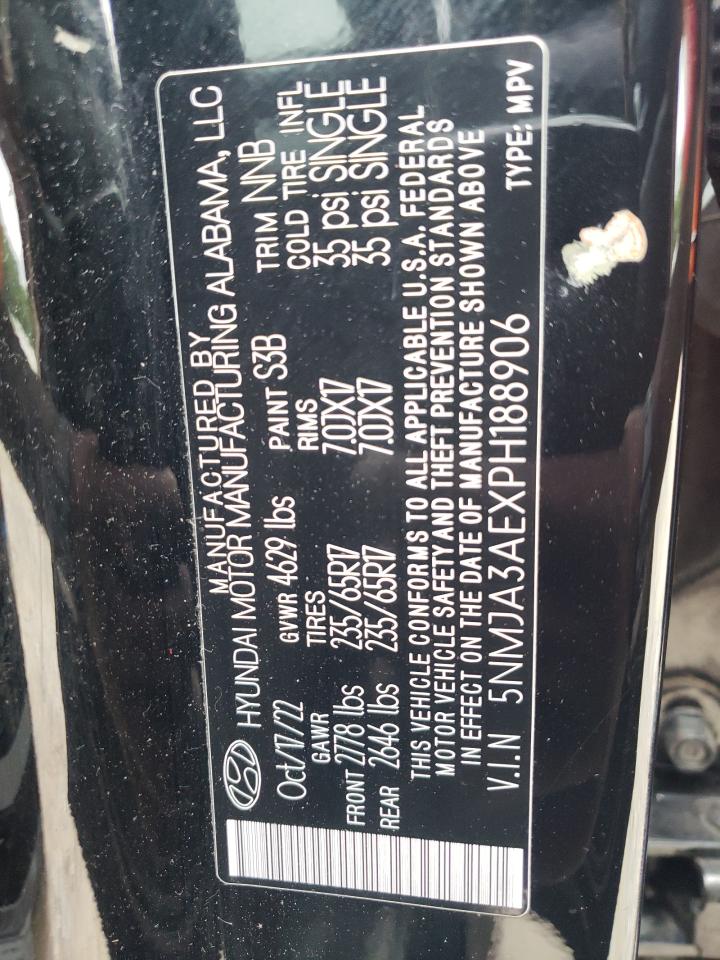 MANUFACTURED BY
HYUNDAI MOTOR MANUFACTURING ALABAMA, LLC
Oct/17/22 GVWR 4629 lbs PAINT S3B TRIM NNB
GAWR TIRES RIMS COLD TIRE INFL
FRONT 2778 lbs 235/65R17 7.0JX17 35 psi SINGLE
REAR 2646 lbs 235/65R17 7.0JX17 35 psi SINGLE
THIS VEHICLE CONFORMS TO ALL APPLICABLE U.S.A. FEDERAL
MOTOR VEHICLE SAFETY AND THEFT PREVENTION STANDARDS
IN EFFECT ON THE DATE OF MANUFACTURE SHOWN ABOVE
V.I.N 5NMJA3AEXPH188906 TYPE: MPV